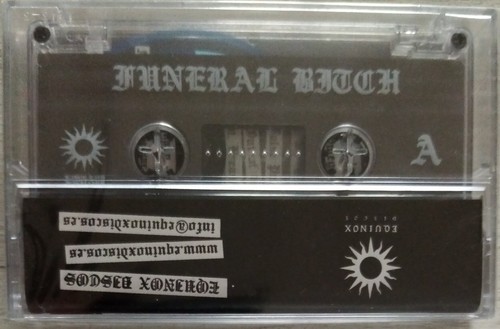 FUNERAL BITCH
A
EQUINOX DISCOS
www.equinoxdiscos.es
info@equinoxdiscos.es
EQUINOX
DISCOS